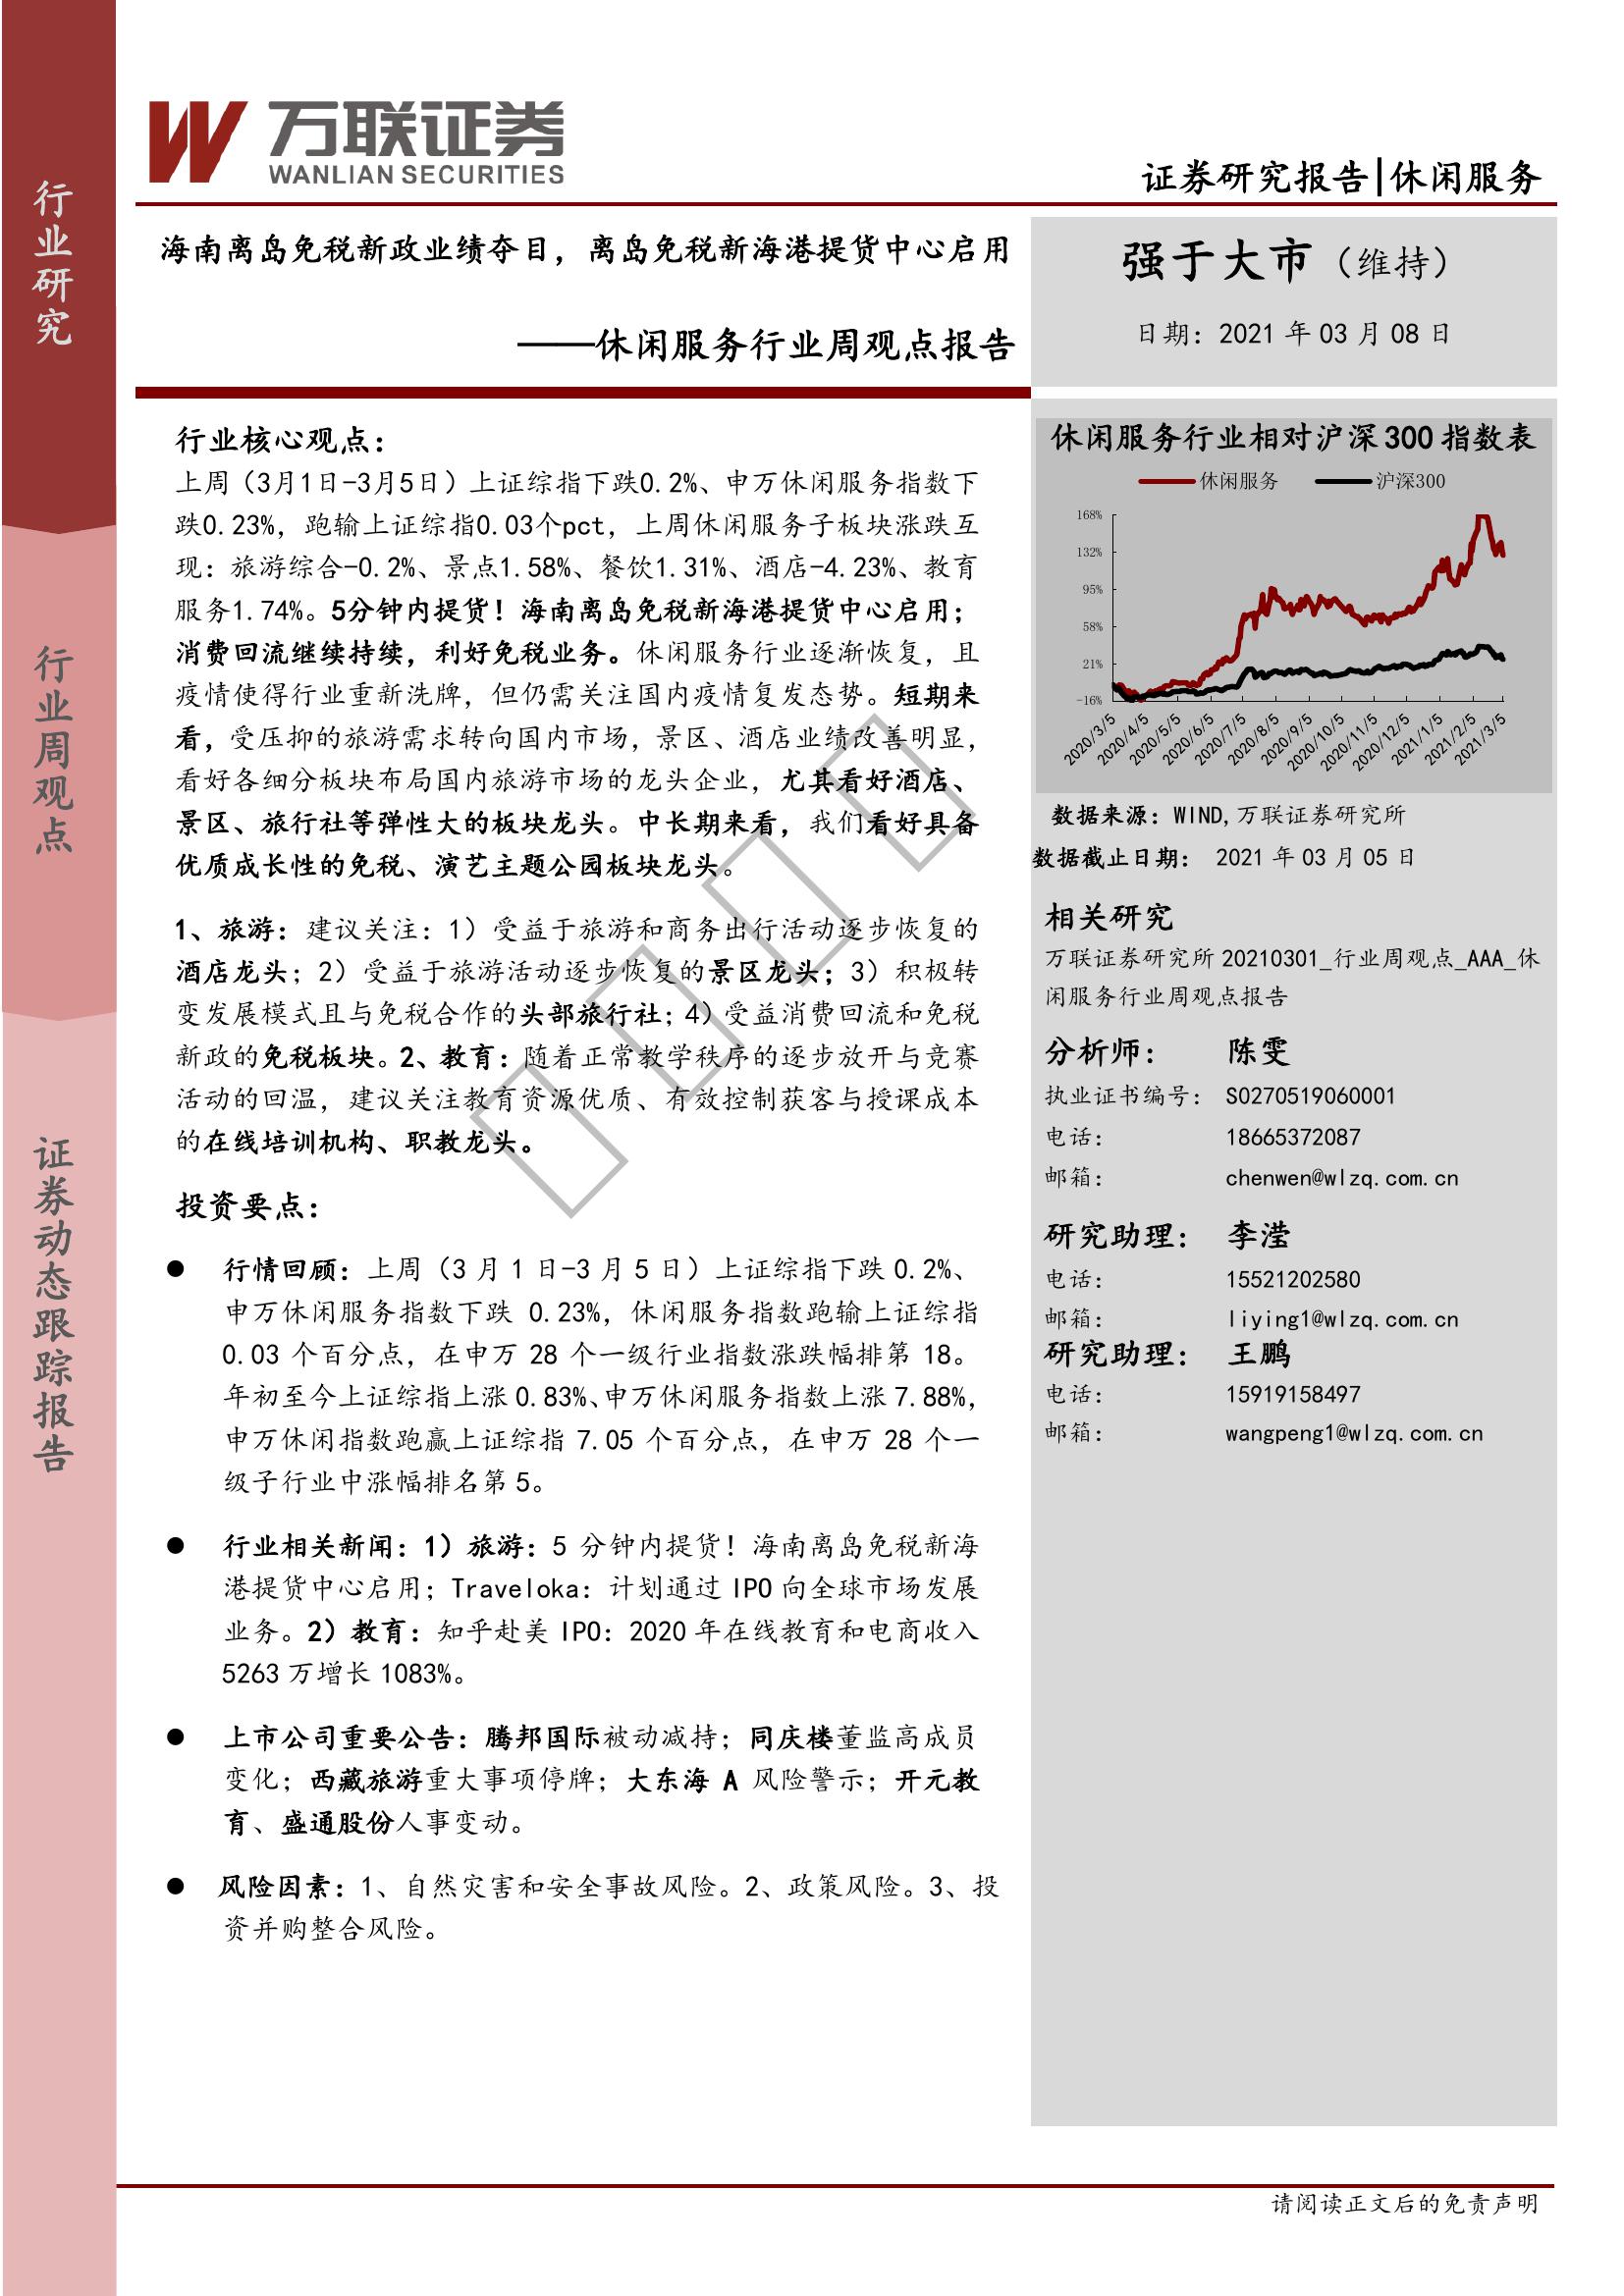 行业研究
行业周观点
证券动态跟踪报告
万联证券
WANLIAN SECURITIES
证券研究报告|休闲服务
海南离岛免税新政业绩夺目，离岛免税新海港提货中心启用
——休闲服务行业周观点报告
强于大市（维持）
日期：2021 年 03 月 08 日
行业核心观点：
上周（3月1日-3月5日）上证综指下跌0.2%、申万休闲服务指数下
跌0.23%，跑输上证综指0.03个pct，上周休闲服务子板块涨跌互
现：旅游综合-0.2%、景点1.58%、餐饮1.31%、酒店-4.23%、教育
服务1.74%。5分钟内提货！海南离岛免税新海港提货中心启用；
消费回流继续持续，利好免税业务。休闲服务行业逐渐恢复，且
疫情使得行业重新洗牌，但仍需关注国内疫情复发态势。短期来
看，受压抑的旅游需求转向国内市场，景区、酒店业绩改善明显，
看好各细分板块布局国内旅游市场的龙头企业，尤其看好酒店、
景区、旅行社等弹性大的板块龙头。中长期来看，我们看好具备
优质成长性的免税、演艺主题公园板块龙头。
1、旅游：建议关注：1）受益于旅游和商务出行活动逐步恢复的
酒店龙头；2）受益于旅游活动逐步恢复的景区龙头；3）积极转
变发展模式且与免税合作的头部旅行社；4）受益消费回流和免税
新政的免税板块。2、教育：随着正常教学秩序的逐步放开与竞赛
活动的回温，建议关注教育资源优质、有效控制获客与授课成本
的在线培训机构、职教龙头。
投资要点：
● 行情回顾：上周（3 月 1 日-3 月 5 日）上证综指下跌 0.2%、
申万休闲服务指数下跌 0.23%，休闲服务指数跑输上证综指
0.03 个百分点，在申万 28 个一级行业指数涨跌幅排第 18。
年初至今上证综指上涨 0.83%、申万休闲服务指数上涨 7.88%，
申万休闲指数跑赢上证综指 7.05 个百分点，在申万 28 个一
级子行业中涨幅排名第 5。
● 行业相关新闻：1）旅游：5 分钟内提货！海南离岛免税新海
港提货中心启用；Traveloka：计划通过 IPO 向全球市场发展
业务。2）教育：知乎赴美 IPO：2020 年在线教育和电商收入
5263 万增长 1083%。
● 上市公司重要公告：腾邦国际被动减持；同庆楼董监高成员
变化；西藏旅游重大事项停牌；大东海 A 风险警示；开元教
育、盛通股份人事变动。
● 风险因素：1、自然灾害和安全事故风险。2、政策风险。3、投
资并购整合风险。
休闲服务行业相对沪深 300 指数表
休闲服务 沪深300
168%
132%
95%
58%
21%
-16%
2020/3/5 2020/4/5 2020/5/5 2020/6/5 2020/7/5 2020/8/5 2020/9/5 2020/10/5 2020/11/5 2020/12/5 2021/1/5 2021/2/5 2021/3/5
数据来源：WIND,万联证券研究所
数据截止日期： 2021 年 03 月 05 日
相关研究
万联证券研究所 20210301_行业周观点_AAA_休
闲服务行业周观点报告
分析师： 陈雯
执业证书编号： S0270519060001
电话： 18665372087
邮箱： chenwen@wlzq.com.cn
研究助理： 李滢
电话： 15521202580
邮箱： liying1@wlzq.com.cn
研究助理： 王鹏
电话： 15919158497
邮箱： wangpeng1@wlzq.com.cn
请阅读正文后的免责声明